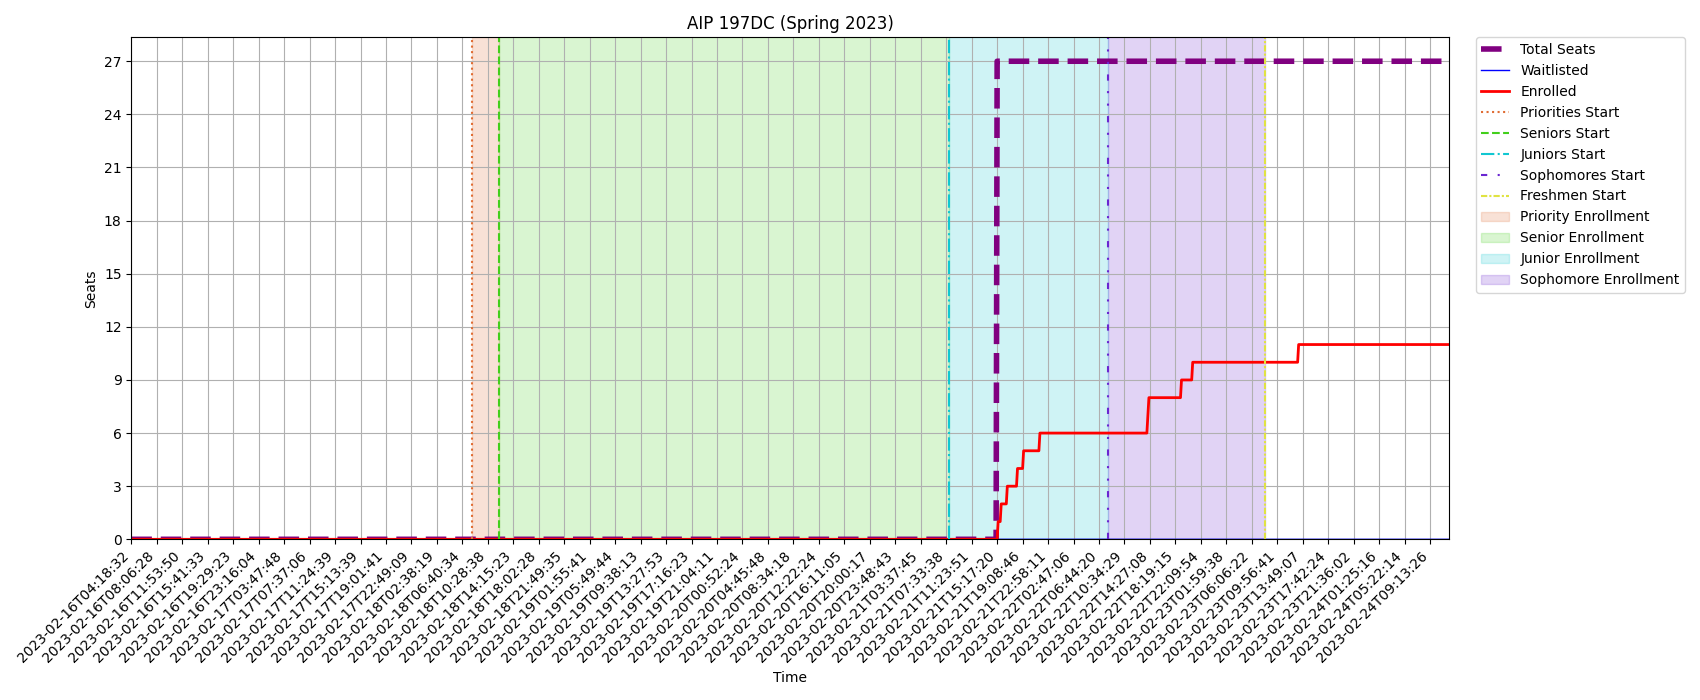 AIP 197DC (Spring 2023)
Seats
27
24
21
18
15
12
9
6
3
0
2023-02-16T04:18:32
2023-02-16T08:06:28
2023-02-16T11:53:50
2023-02-16T15:41:33
2023-02-16T19:29:23
2023-02-16T23:16:04
2023-02-17T03:47:48
2023-02-17T07:37:06
2023-02-17T11:24:39
2023-02-17T15:13:39
2023-02-17T19:01:41
2023-02-17T22:49:09
2023-02-18T02:38:19
2023-02-18T06:40:34
2023-02-18T10:28:38
2023-02-18T14:15:23
2023-02-18T18:02:28
2023-02-18T21:49:35
2023-02-19T01:55:41
2023-02-19T05:49:44
2023-02-19T09:38:13
2023-02-19T13:27:53
2023-02-19T17:16:23
2023-02-19T21:04:11
2023-02-20T00:52:24
2023-02-20T04:45:48
2023-02-20T08:34:18
2023-02-20T12:22:24
2023-02-20T16:11:05
2023-02-20T20:00:17
2023-02-20T23:48:43
2023-02-21T03:37:45
2023-02-21T07:33:38
2023-02-21T11:23:51
2023-02-21T15:17:20
2023-02-21T19:08:46
2023-02-21T22:58:11
2023-02-22T02:47:06
2023-02-22T06:44:20
2023-02-22T10:34:29
2023-02-22T14:27:08
2023-02-22T18:19:15
2023-02-22T22:09:54
2023-02-23T01:59:38
2023-02-23T06:06:22
2023-02-23T09:56:41
2023-02-23T13:49:07
2023-02-23T17:42:24
2023-02-23T21:36:02
2023-02-24T01:25:16
2023-02-24T05:22:14
2023-02-24T09:13:26
Time
Total Seats
Waitlisted
Enrolled
Priorities Start
Seniors Start
Juniors Start
Sophomores Start
Freshmen Start
Priority Enrollment
Senior Enrollment
Junior Enrollment
Sophomore Enrollment